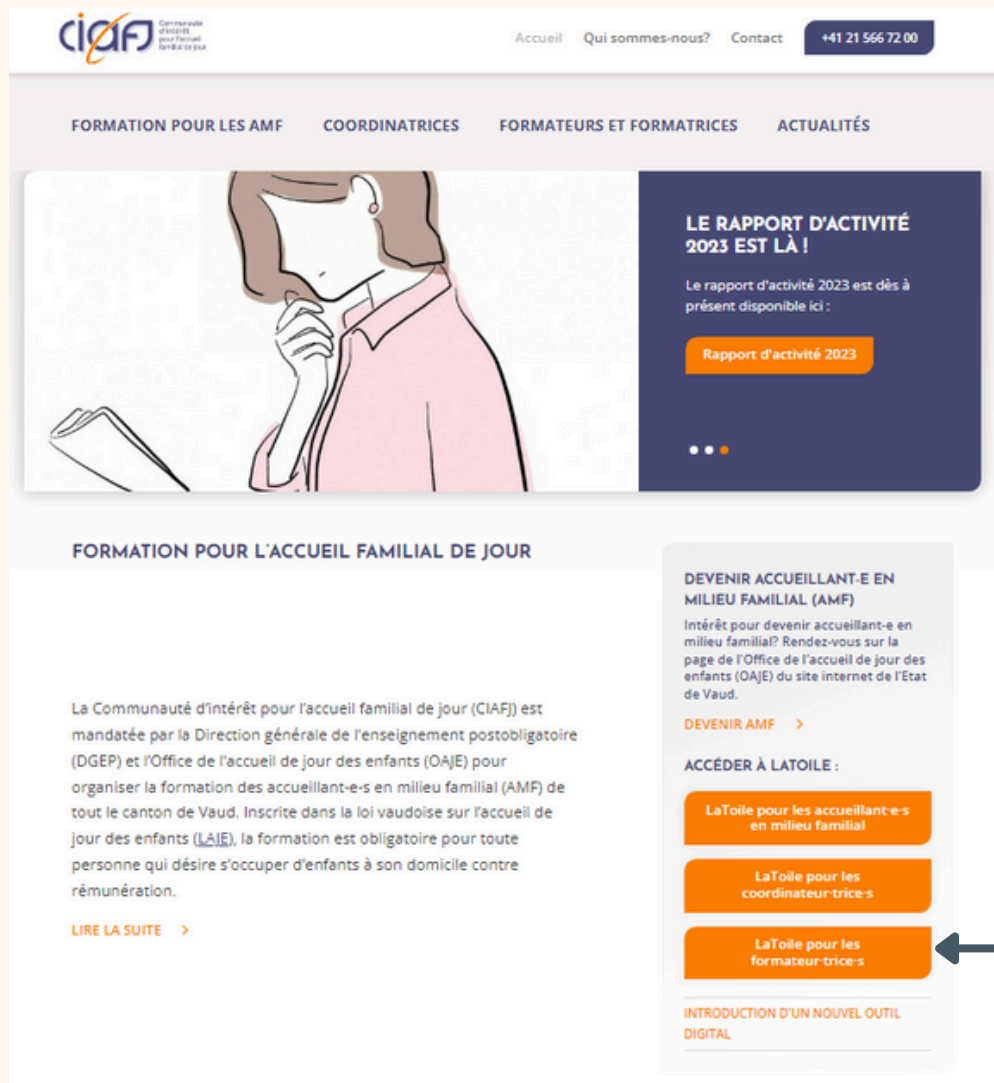 ciafj
Communauté
d'intérêt
pour l'accueil
familial de jour
Accueil Qui sommes-nous? Contact +41 21 566 72 00
FORMATION POUR LES AMF COORDINATRICES FORMATEURS ET FORMATRICES ACTUALITÉS
LE RAPPORT D'ACTIVITÉ
2023 EST LÀ !
Le rapport d'activité 2023 est dès à
présent disponible ici :
Rapport d'activité 2023
FORMATION POUR L'ACCUEIL FAMILIAL DE JOUR
La Communauté d'intérêt pour l'accueil familial de jour (CIAFJ) est
mandatée par la Direction générale de l'enseignement postobligatoire
(DGEP) et l'Office de l'accueil de jour des enfants (OAJE) pour
organiser la formation des accueillant-e-s en milieu familial (AMF) de
tout le canton de Vaud. Inscrite dans la loi vaudoise sur l'accueil de
jour des enfants (LAJE), la formation est obligatoire pour toute
personne qui désire s'occuper d'enfants à son domicile contre
rémunération.
LIRE LA SUITE >
DEVENIR ACCUEILLANT-E EN
MILIEU FAMILIAL (AMF)
Intérêt pour devenir accueillant-e en
milieu familial? Rendez-vous sur la
page de l'Office de l'accueil de jour des
enfants (OAJE) du site internet de l'Etat
de Vaud.
DEVENIR AMF >
ACCÉDER À LATOILE :
LaToile pour les accueillant·e·s
en milieu familial
LaToile pour les
coordinateur·trice·s
LaToile pour les
formateur·trice·s
INTRODUCTION D'UN NOUVEL OUTIL
DIGITAL